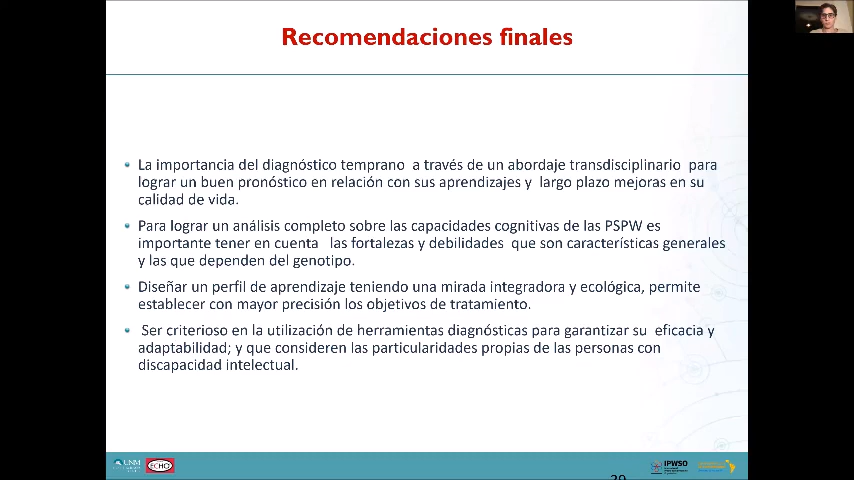 Recomendaciones finales
La importancia del diagnóstico temprano a través de un abordaje transdisciplinario para
lograr un buen pronóstico en relación con sus aprendizajes y largo plazo mejoras en su
calidad de vida.
Para lograr un análisis completo sobre las capacidades cognitivas de las PSPW es
importante tener en cuenta las fortalezas y debilidades que son características generales
y las que dependen del genotipo.
Diseñar un perfil de aprendizaje teniendo una mirada integradora y ecológica, permite
establecer con mayor precisión los objetivos de tratamiento.
Ser criterioso en la utilización de herramientas diagnósticas para garantizar su eficacia y
adaptabilidad; y que consideren las particularidades propias de las personas con
discapacidad intelectual.
UNM
ECHO
IPWSO